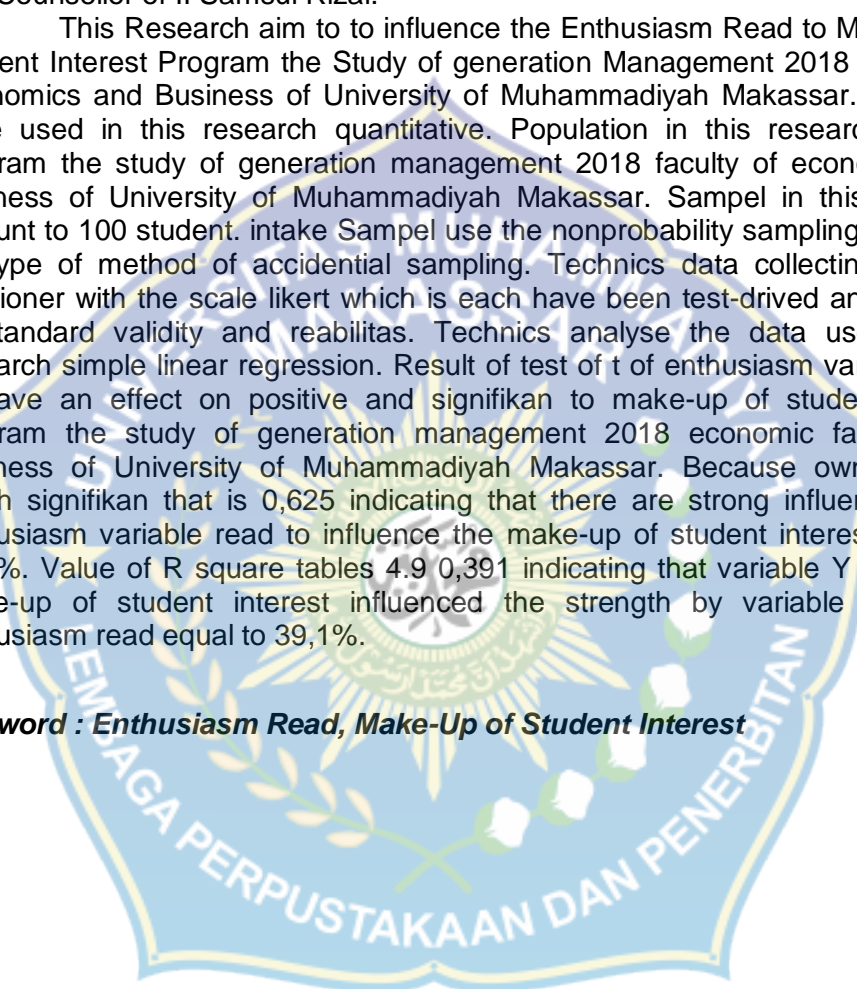 Counsellor of II Samsul Rizal.
This Research aim to to influence the Enthusiasm Read to M
ent Interest Program the Study of generation Management 2018
nomics and Business of University of Muhammadiyah Makassar.
e used in this research quantitative. Population in this researc
ram the study of generation management 2018 faculty of econo
ness of University of Muhammadiyah Makassar. Sampel in this
unt to 100 student. intake Sampel use the nonprobability sampling
ype of method of accidential sampling. Technics data collectin
ioner with the scale likert which is each have been test-drived an
tandard validity and reabilitas. Technics analyse the data us
arch simple linear regression. Result of test of t of enthusiasm va
ave an effect on positive and signifikan to make-up of stude
ram the study of generation management 2018 economic fa
ness of University of Muhammadiyah Makassar. Because own
h signifikan that is 0,625 indicating that there are strong influe
usiasm variable read to influence the make-up of student interes
%. Value of R square tables 4.9 0,391 indicating that variable Y
e-up of student interest influenced the strength by variable
usiasm read equal to 39,1%.
word : Enthusiasm Read, Make-Up of Student Interest
UNIVERSITAS MUHAMMADIYAH
MAKASSAR
LEMBAGA PERPUSTAKAAN DAN PENERBITAN